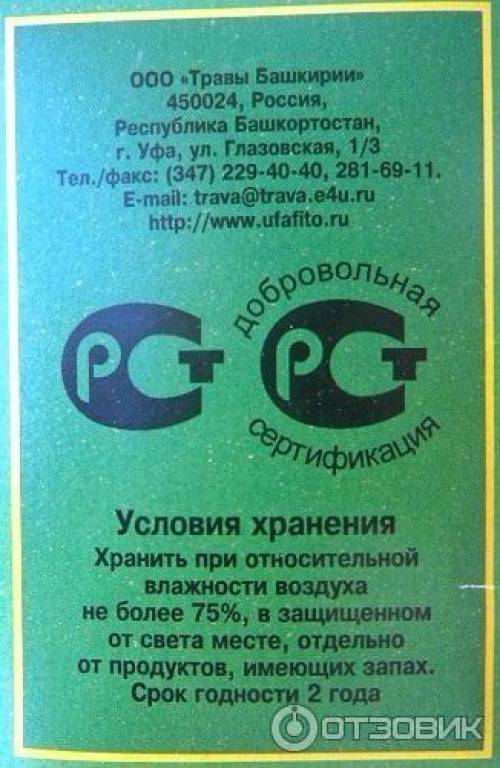 ООО «Травы Башкирии»
450024, Россия,
Республика Башкортостан,
г. Уфа, ул. Глазовская, 1/3
Тел./факс: (347) 229-40-40, 281-69-11.
E-mail: trava@trava.e4u.ru
http://www.ufafito.ru
РСТ
добровольная
РСТ
сертификация
Условия хранения
Хранить при относительной
влажности воздуха
не более 75%, в защищенном
от света месте, отдельно
от продуктов, имеющих запах.
Срок годности 2 года
ОТЗОВИК